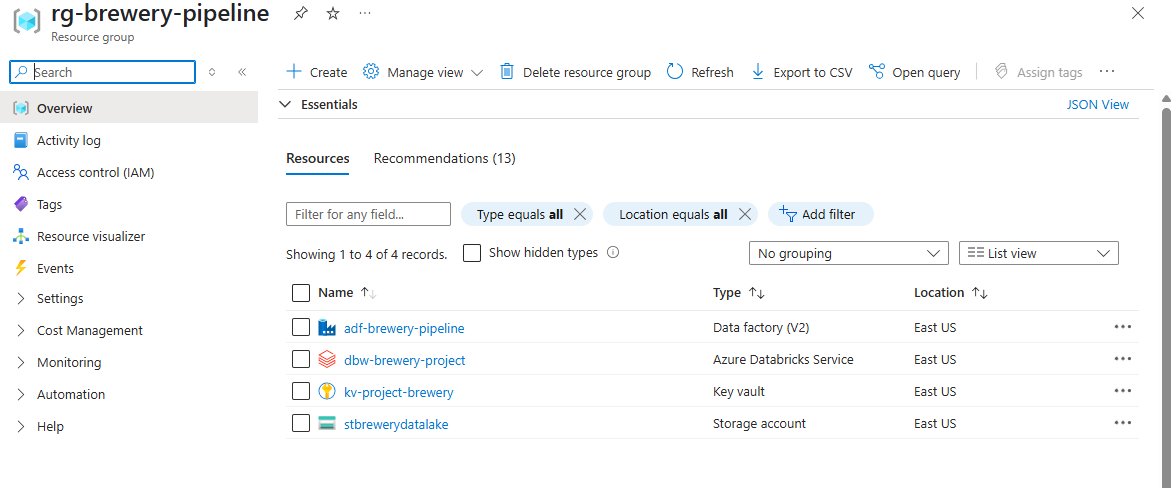 rg-brewery-pipeline
Resource group
Search
Overview
Activity log
Access control (IAM)
Tags
Resource visualizer
Events
Settings
Cost Management
Monitoring
Automation
Help
Create Manage view Delete resource group Refresh Export to CSV Open query Assign tags
Essentials JSON View
Resources Recommendations (13)
Filter for any field... Type equals all Location equals all Add filter
Showing 1 to 4 of 4 records. Show hidden types No grouping List view
Name Type Location
adf-brewery-pipeline Data factory (V2) East US
dbw-brewery-project Azure Databricks Service East US
kv-project-brewery Key vault East US
stbrewerydatalake Storage account East US